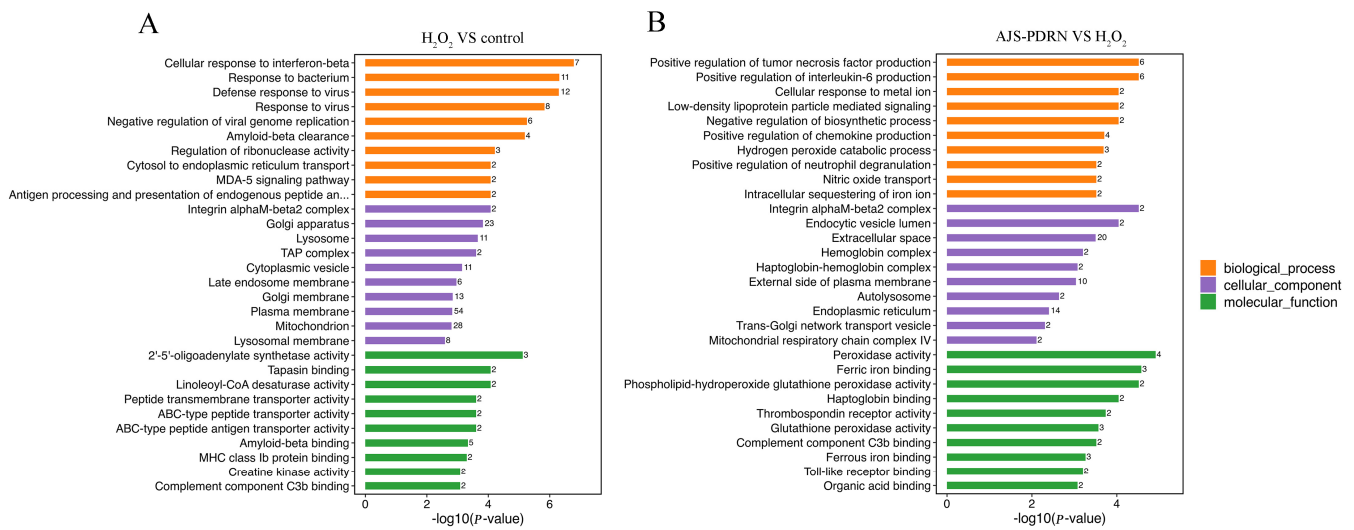 A
H₂O₂ VS control
Cellular response to interferon-beta 7
Response to bacterium 11
Defense response to virus 12
Response to virus 8
Negative regulation of viral genome replication 6
Amyloid-beta clearance 4
Regulation of ribonuclease activity 3
Cytosol to endoplasmic reticulum transport 2
MDA-5 signaling pathway 2
Antigen processing and presentation of endogenous peptide an... 2
Integrin alphaM-beta2 complex 2
Golgi apparatus 23
Lysosome 11
TAP complex 2
Cytoplasmic vesicle 11
Late endosome membrane 6
Golgi membrane 13
Plasma membrane 54
Mitochondrion 28
Lysosomal membrane 8
2'-5'-oligoadenylate synthetase activity 3
Tapasin binding 2
Linoleoyl-CoA desaturase activity 2
Peptide transmembrane transporter activity 2
ABC-type peptide transporter activity 2
ABC-type peptide antigen transporter activity 2
Amyloid-beta binding 5
MHC class Ib protein binding 2
Creatine kinase activity 2
Complement component C3b binding 2
0 2 4 6
-log10(P-value)
B
AJS-PDRN VS H₂O₂
Positive regulation of tumor necrosis factor production 6
Positive regulation of interleukin-6 production 6
Cellular response to metal ion 2
Low-density lipoprotein particle mediated signaling 2
Negative regulation of biosynthetic process 2
Positive regulation of chemokine production 4
Hydrogen peroxide catabolic process 3
Positive regulation of neutrophil degranulation 2
Nitric oxide transport 2
Intracellular sequestering of iron ion 2
Integrin alphaM-beta2 complex 2
Endocytic vesicle lumen 2
Extracellular space 20
Hemoglobin complex 2
Haptoglobin-hemoglobin complex 2
External side of plasma membrane 10
Autolysosome 2
Endoplasmic reticulum 14
Trans-Golgi network transport vesicle 2
Mitochondrial respiratory chain complex IV 2
Peroxidase activity 4
Ferric iron binding 3
Phospholipid-hydroperoxide glutathione peroxidase activity 2
Haptoglobin binding 2
Thrombospondin receptor activity 2
Glutathione peroxidase activity 3
Complement component C3b binding 2
Ferrous iron binding 3
Toll-like receptor binding 2
Organic acid binding 2
0 2 4
-log10(P-value)
biological_process
cellular_component
molecular_function